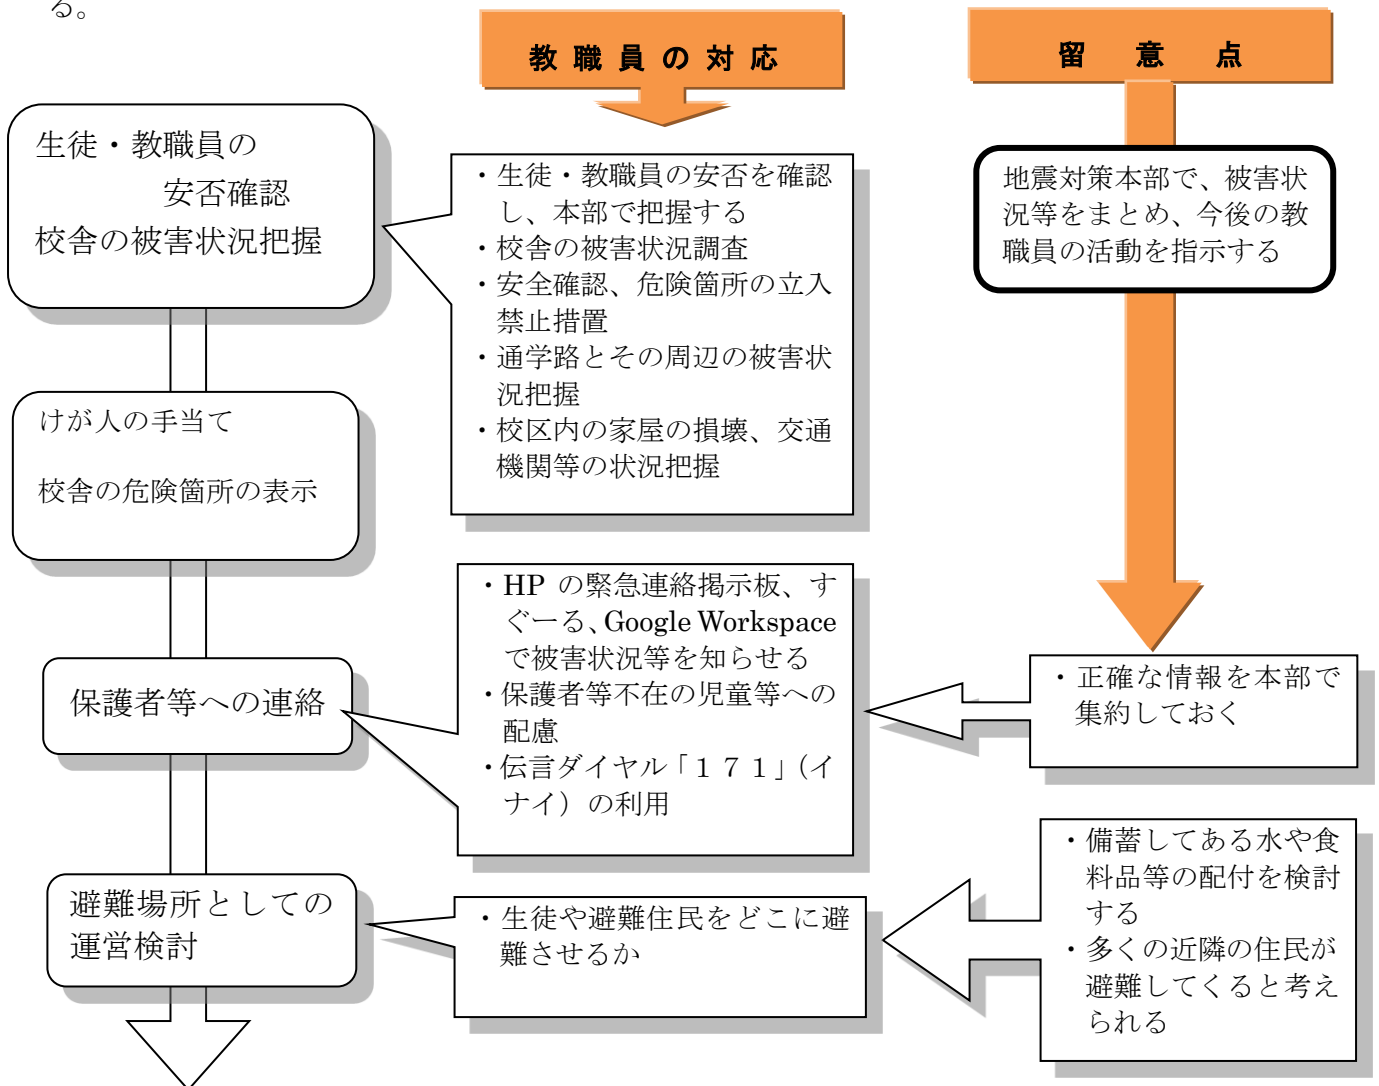 る。
教職員の対応
留意点
生徒・教職員の
安否確認
校舎の被害状況把握
・生徒・教職員の安否を確認
し、本部で把握する
・校舎の被害状況調査
・安全確認、危険箇所の立入
禁止措置
・通学路とその周辺の被害状
況把握
・校区内の家屋の損壊、交通
機関等の状況把握
地震対策本部で、被害状
況等をまとめ、今後の教
職員の活動を指示する
けが人の手当て
校舎の危険箇所の表示
保護者等への連絡
・HP の緊急連絡掲示板、す
ぐーる、Google Workspace
で被害状況等を知らせる
・保護者等不在の児童等への
配慮
・伝言ダイヤル「１７１」（イ
ナイ）の利用
・正確な情報を本部で
集約しておく
避難場所としての
運営検討
・生徒や避難住民をどこに避
難させるか
・備蓄してある水や食
料品等の配付を検討
する
・多くの近隣の住民が
避難してくると考え
られる